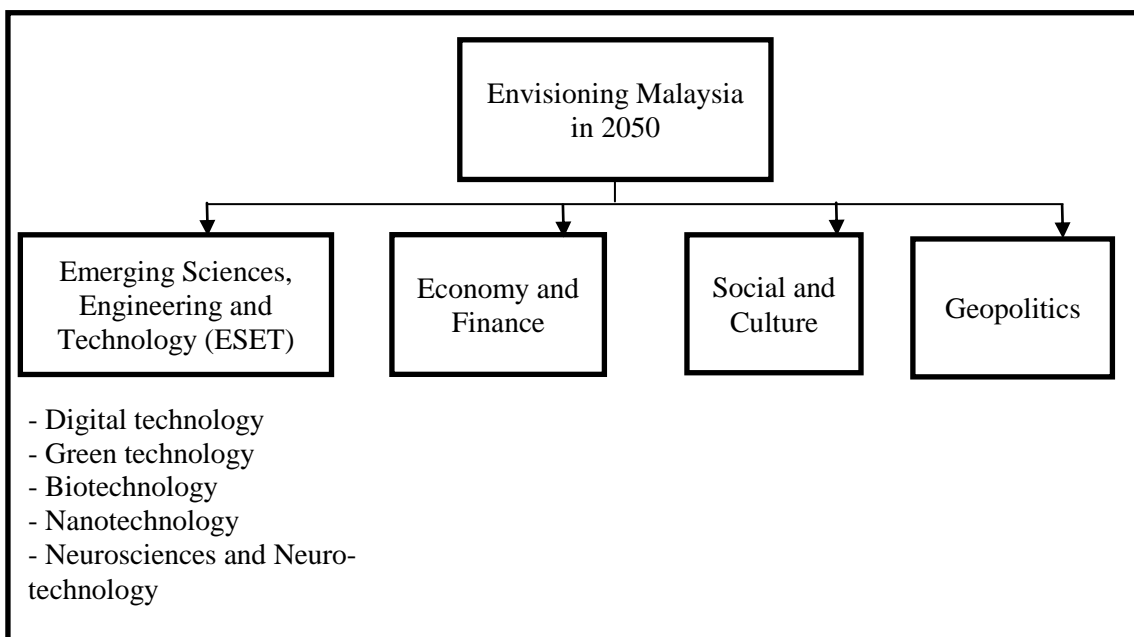 Envisioning Malaysia
in 2050
Emerging Sciences,
Engineering and
Technology (ESET)
Economy and
Finance
Social and
Culture
Geopolitics
- Digital technology
- Green technology
- Biotechnology
- Nanotechnology
- Neurosciences and Neuro-
technology